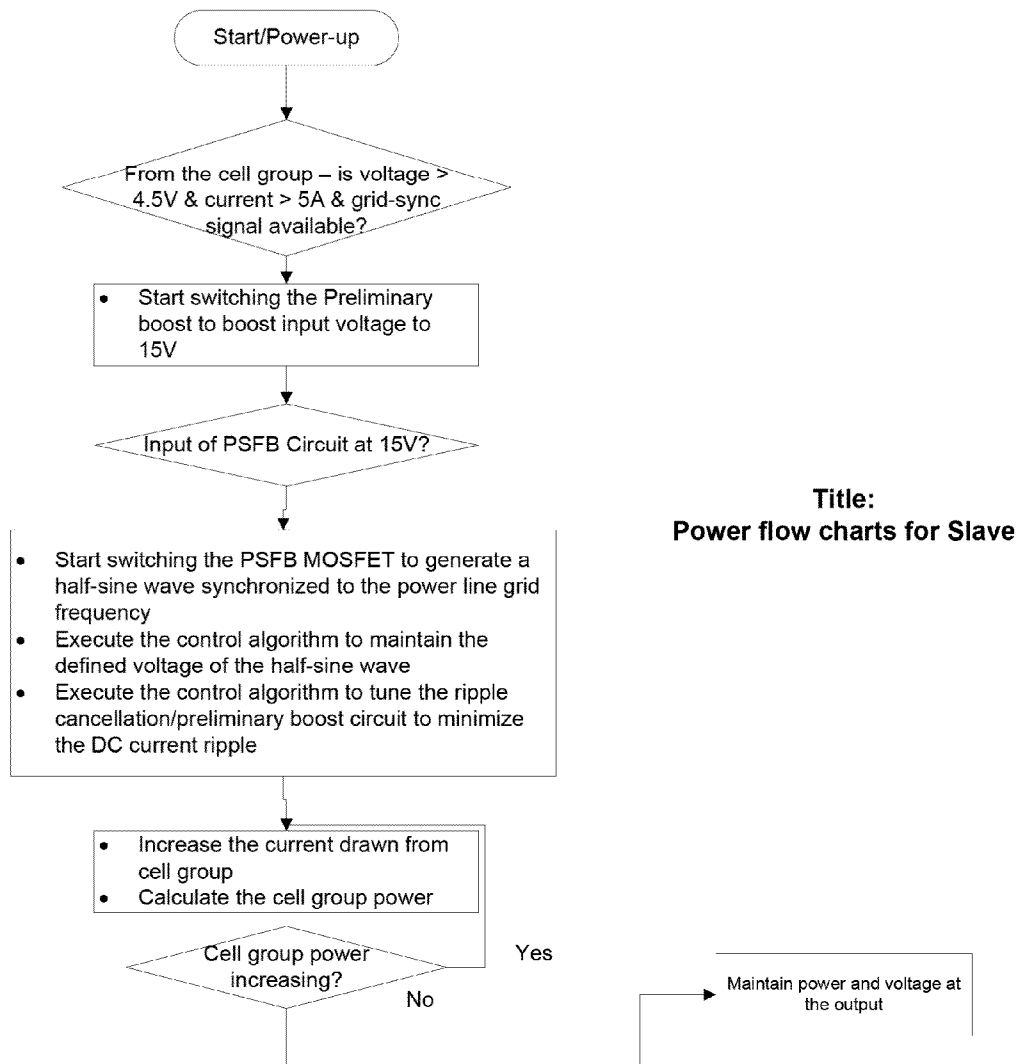 Start/Power-up
From the cell group – is voltage >
4.5V & current > 5A & grid-sync
signal available?
• Start switching the Preliminary
boost to boost input voltage to
15V
Input of PSFB Circuit at 15V?
Title:
Power flow charts for Slave
• Start switching the PSFB MOSFET to generate a
half-sine wave synchronized to the power line grid
frequency
• Execute the control algorithm to maintain the
defined voltage of the half-sine wave
• Execute the control algorithm to tune the ripple
cancellation/preliminary boost circuit to minimize
the DC current ripple
• Increase the current drawn from
cell group
• Calculate the cell group power
Cell group power
increasing?
Yes
No
Maintain power and voltage at
the output